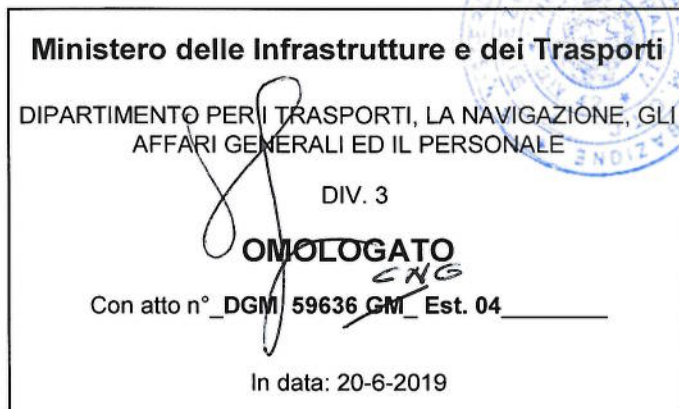 Ministero delle Infrastrutture e dei Trasporti
DIPARTIMENTO PER I TRASPORTI, LA NAVIGAZIONE, GLI
AFFARI GENERALI ED IL PERSONALE
DIV. 3
OMOLOGATO
CNG
Con atto n°_DGM 59636 GM_ Est. 04_________
In data: 20-6-2019